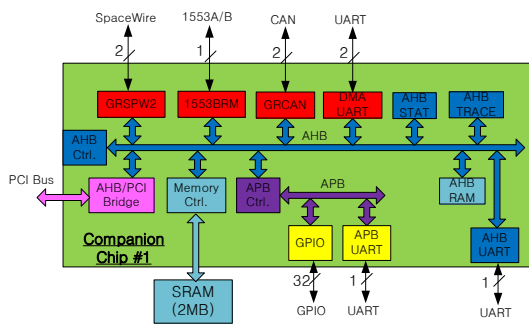 SpaceWire 1553A/B CAN UART
2 1 2 2
GRSPW2 1553BRM GRCAN DMA UART AHB STAT AHB TRACE
AHB Ctrl.
AHB
PCI Bus
AHB/PCI Bridge
Memory Ctrl.
APB Ctrl.
APB
AHB RAM
GPIO
APB UART
AHB UART
Companion
Chip #1
SRAM
(2MB)
32 1 1
GPIO UART UART